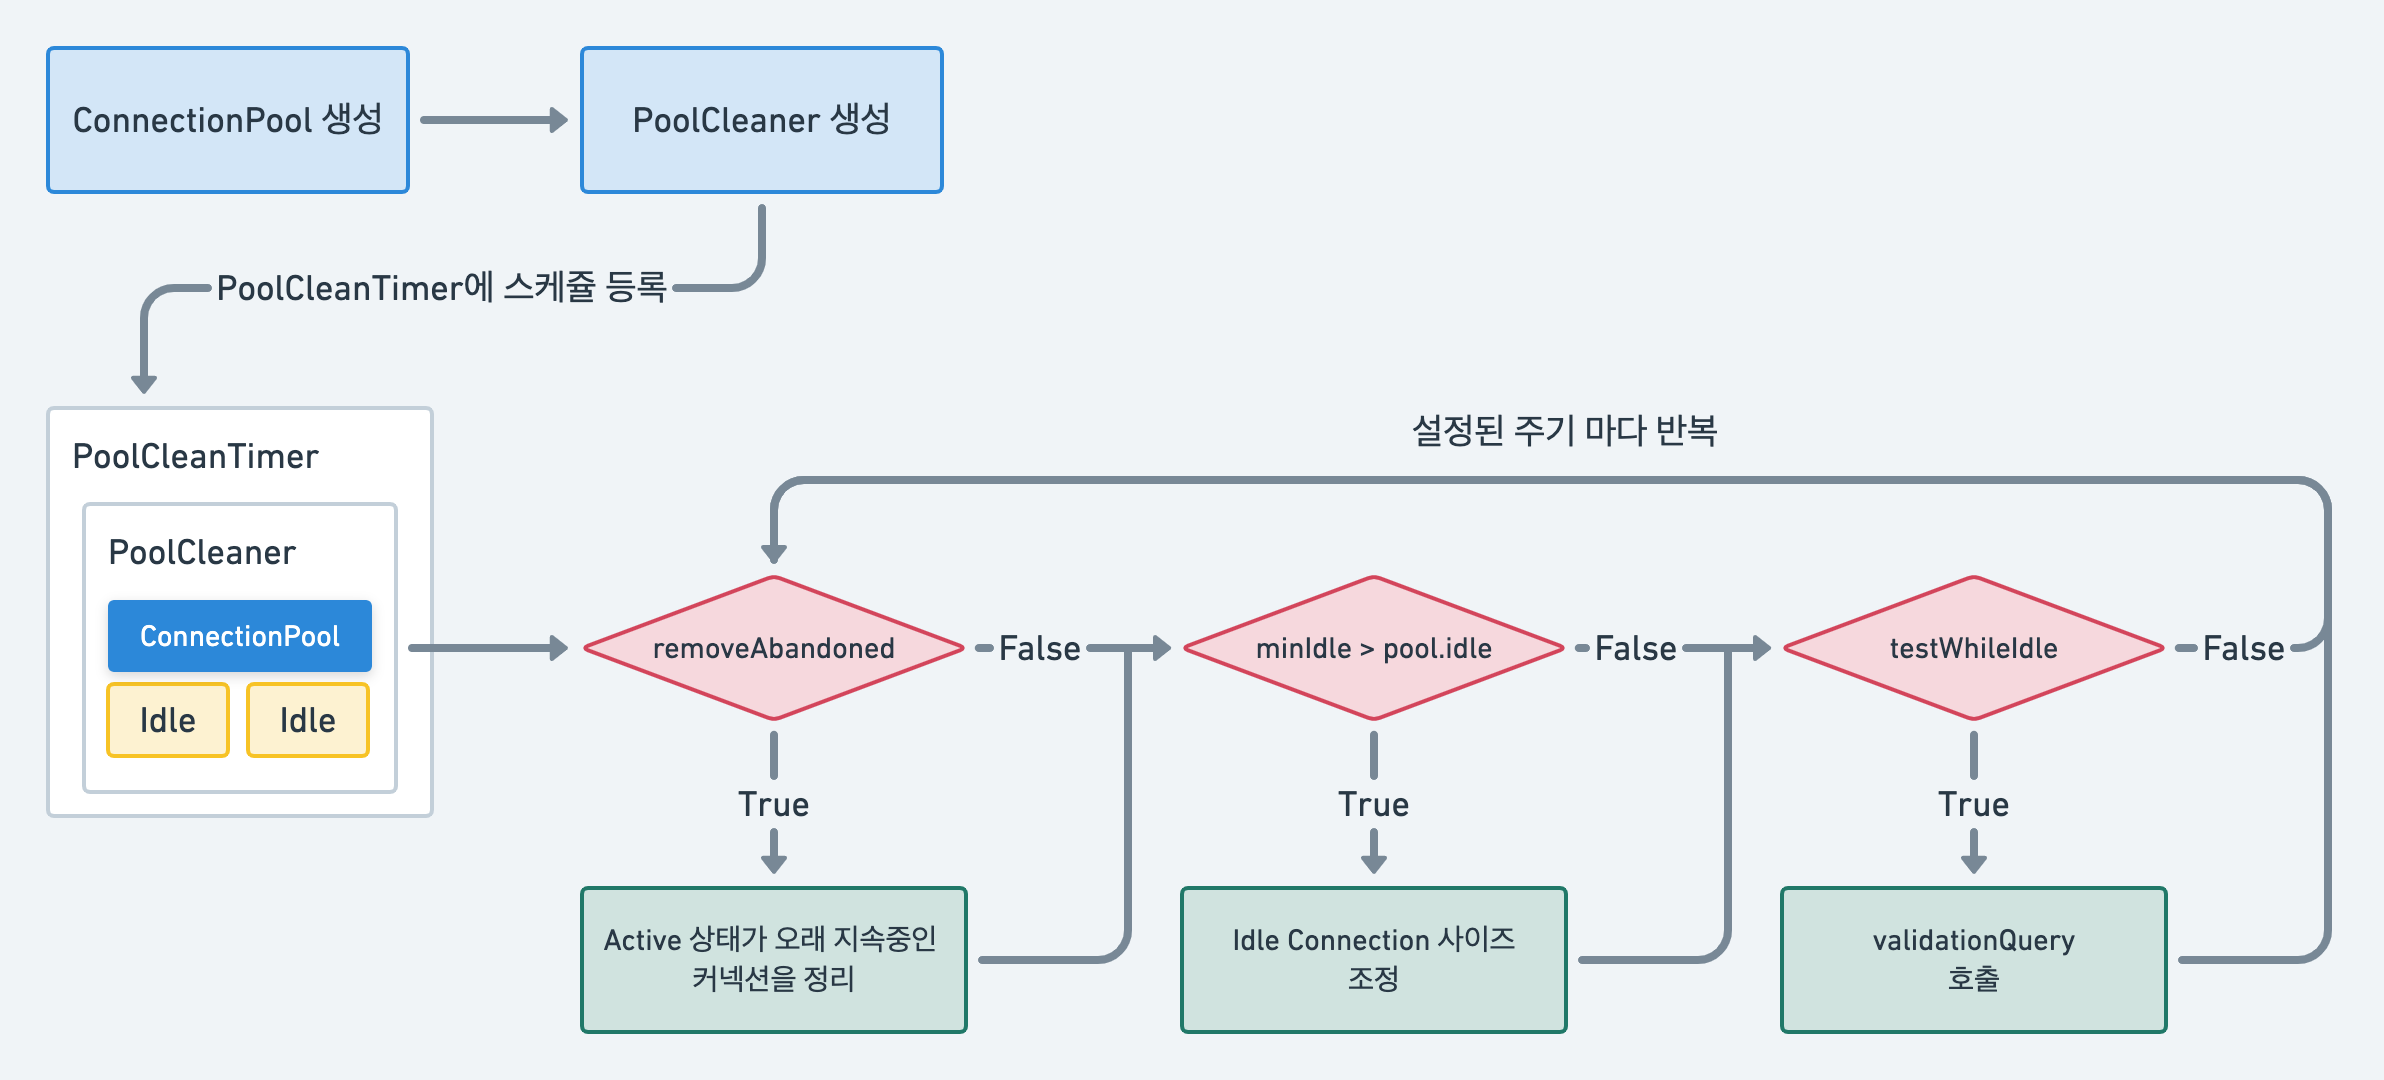 ConnectionPool 생성
PoolCleaner 생성
PoolCleanTimer에 스케쥴 등록
PoolCleanTimer
PoolCleaner
ConnectionPool
Idle
Idle
설정된 주기 마다 반복
removeAbandoned
False
minIdle > pool.idle
False
testWhileIdle
False
True
True
True
Active 상태가 오래 지속중인
커넥션을 정리
Idle Connection 사이즈
조정
validationQuery
호출